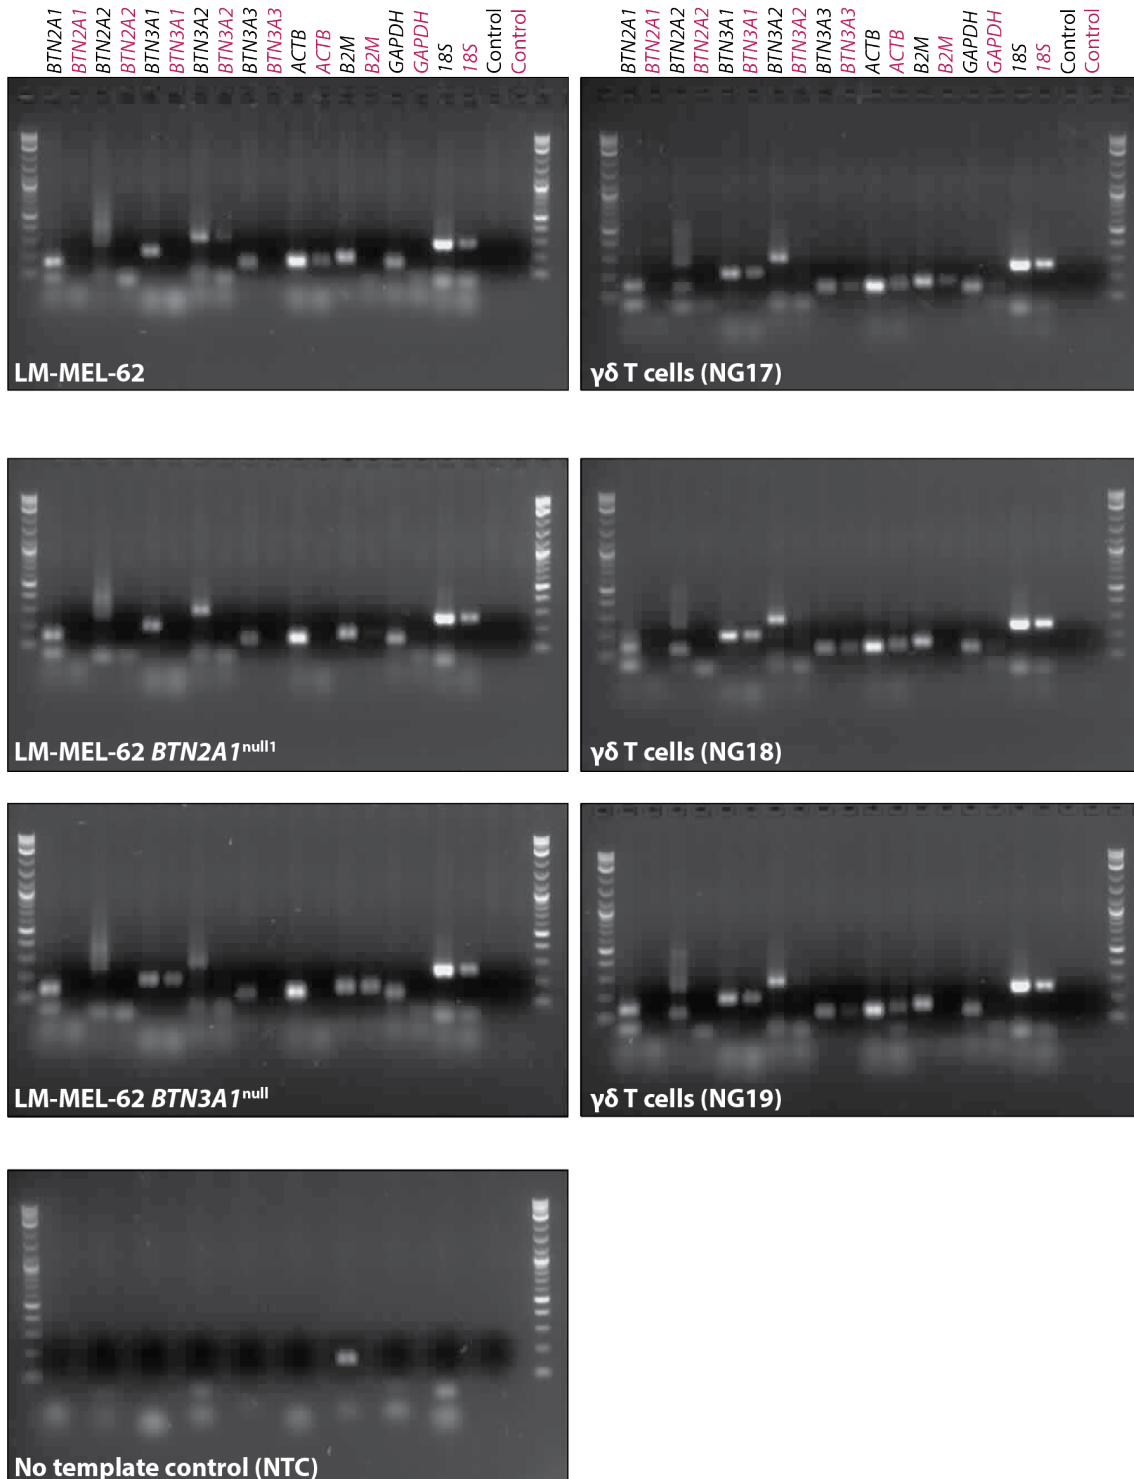 BTN2A1 BTN2A1 BTN2A2 BTN2A2 BTN3A1 BTN3A1 BTN3A2 BTN3A2 BTN3A3 BTN3A3 ACTB ACTB B2M B2M GAPDH GAPDH 18S 18S Control Control
BTN2A1 BTN2A1 BTN2A2 BTN2A2 BTN3A1 BTN3A1 BTN3A2 BTN3A2 BTN3A3 BTN3A3 ACTB ACTB B2M B2M GAPDH GAPDH 18S 18S Control Control
LM-MEL-62
γδ T cells (NG17)
LM-MEL-62 BTN2A1null1
γδ T cells (NG18)
LM-MEL-62 BTN3A1null
γδ T cells (NG19)
No template control (NTC)